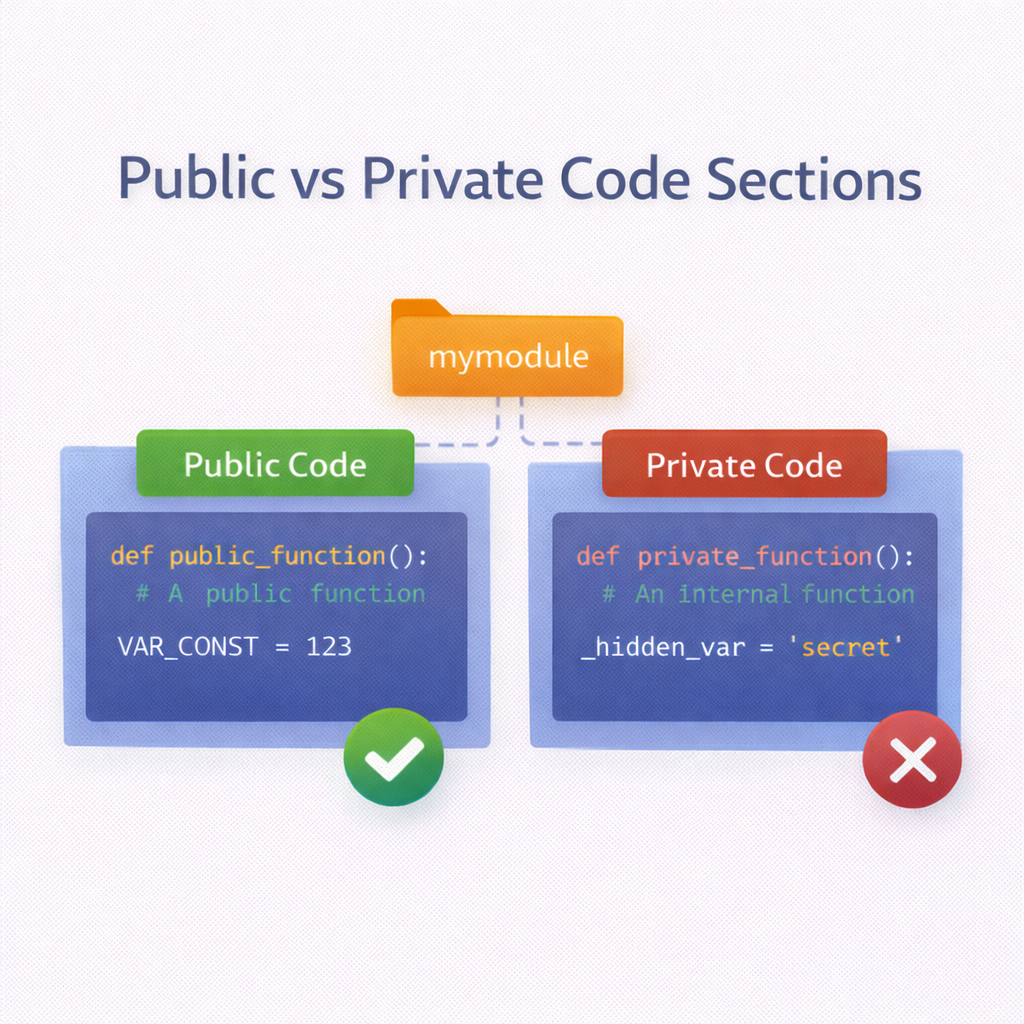 Public vs Private Code Sections
mymodule
Public Code
def public_function():
# A public function
VAR_CONST = 123
Private Code
def private_function():
# An internal function
_hidden_var = 'secret'